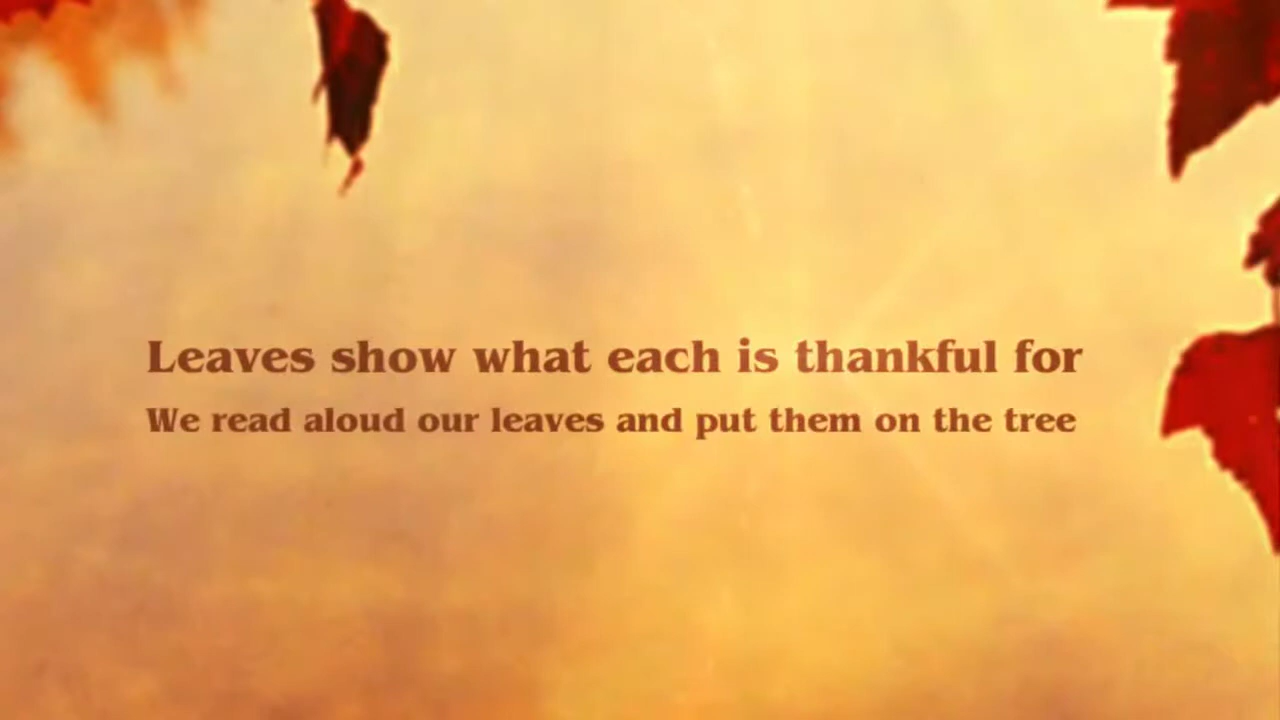 Leaves show what each is thankful for
We read aloud our leaves and put them on the tree